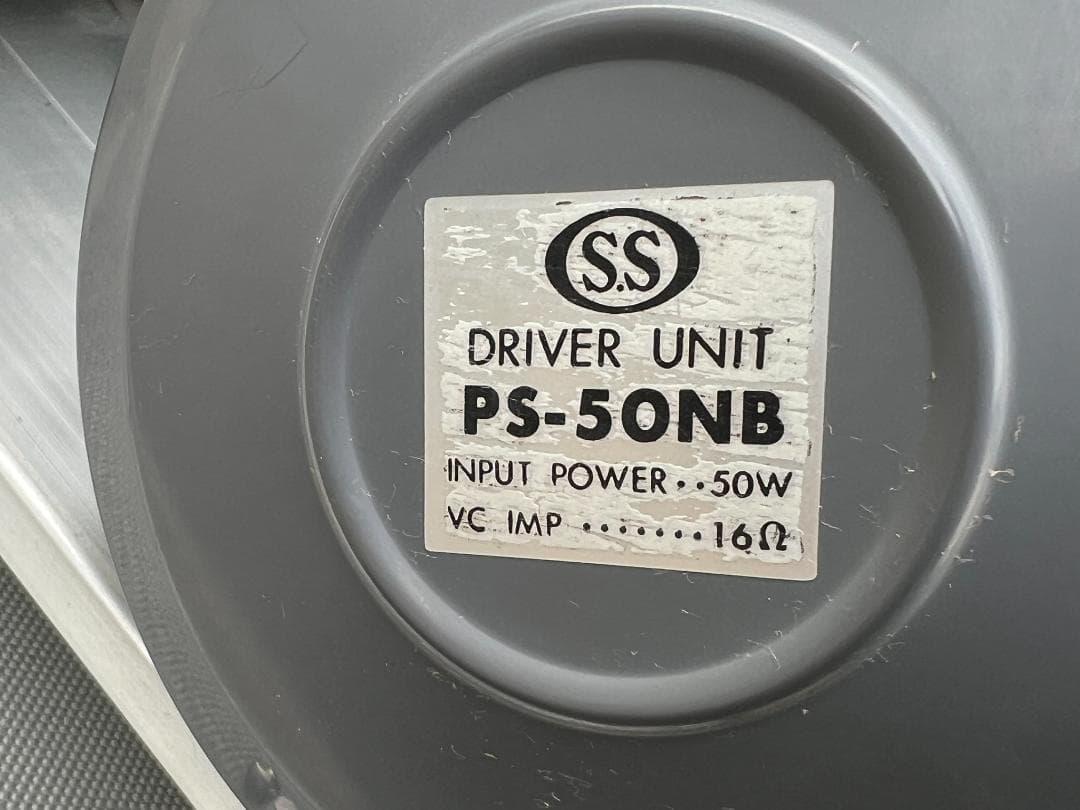 S.S
DRIVER UNIT
PS-50NB
INPUT POWER··50W
VC IMP ·······16Ω